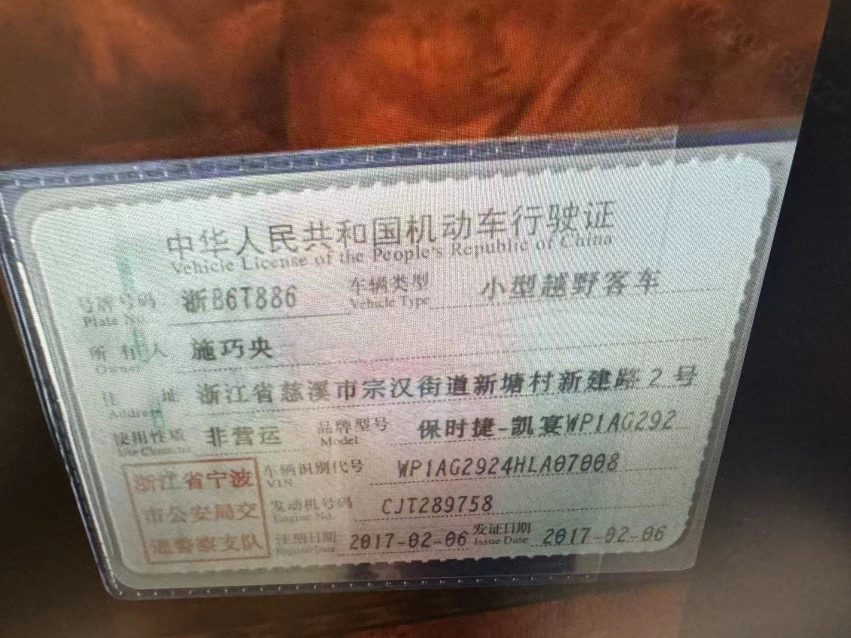 中华人民共和国机动车行驶证
Vehicle License of the People's Republic of China
号牌号码 浙B6T886 车辆类型 小型越野客车
Plate No. Vehicle Type
所有人 施巧央
Owner
住址 浙江省慈溪市宗汉街道新塘村新建路2号
Address
使用性质 非营运 品牌型号 保时捷-凯宴WP1AG292
Use Character Model
浙江省宁波 车辆识别代号 WP1AG2924HLA07008
VIN
市公安局交 发动机号码 CJT289758
Engine No.
通警察支队 注册日期 2017-02-06 发证日期 2017-02-06
Register Date Issue Date